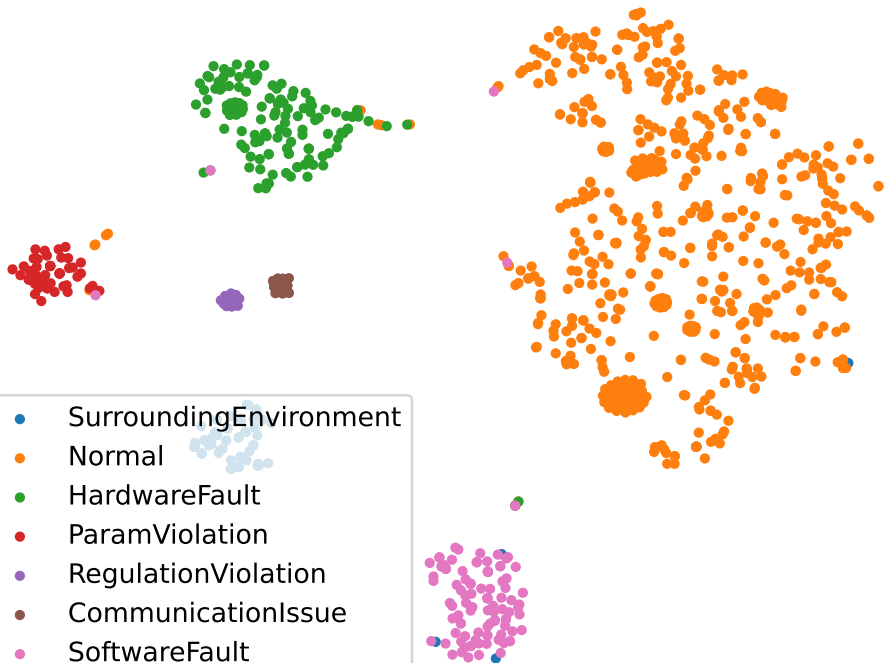 SurroundingEnvironment
Normal
HardwareFault
ParamViolation
RegulationViolation
CommunicationIssue
SoftwareFault